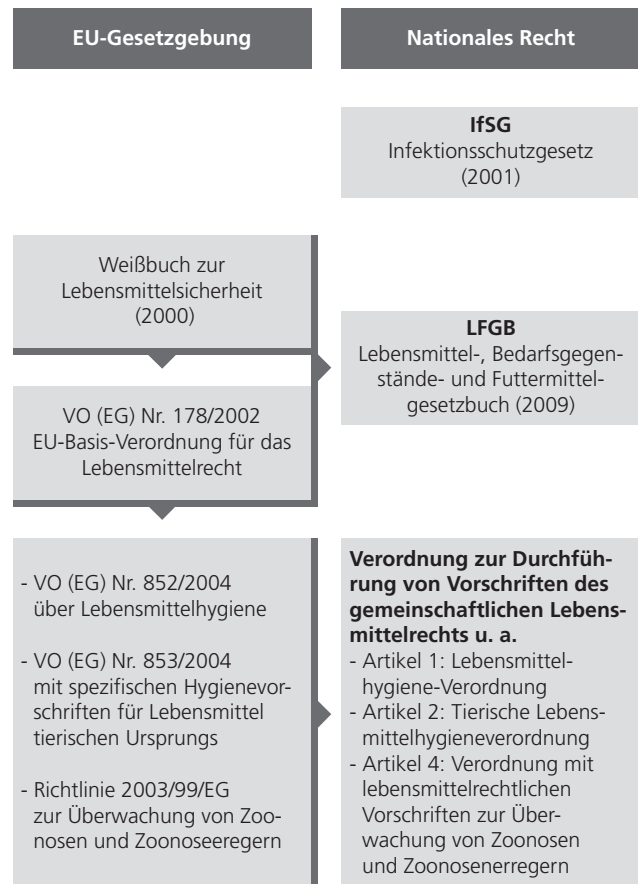 EU-Gesetzgebung
Nationales Recht
IfSG
Infektionsschutzgesetz
(2001)
Weißbuch zur
Lebensmittelsicherheit
(2000)
LFGB
Lebensmittel-, Bedarfsgegen-
stände- und Futtermittel-
gesetzbuch (2009)
VO (EG) Nr. 178/2002
EU-Basis-Verordnung für das
Lebensmittelrecht
- VO (EG) Nr. 852/2004
über Lebensmittelhygiene
- VO (EG) Nr. 853/2004
mit spezifischen Hygienevor-
schriften für Lebensmittel
tierischen Ursprungs
- Richtlinie 2003/99/EG
zur Überwachung von Zoo-
nosen und Zoonoseeregern
Verordnung zur Durchfüh-
rung von Vorschriften des
gemeinschaftlichen Lebens-
mittelrechts u. a.
- Artikel 1: Lebensmittel-
hygiene-Verordnung
- Artikel 2: Tierische Lebens-
mittelhygieneverordnung
- Artikel 4: Verordnung mit
lebensmittelrechtlichen
Vorschriften zur Über-
wachung von Zoonosen
und Zoonosenerregern